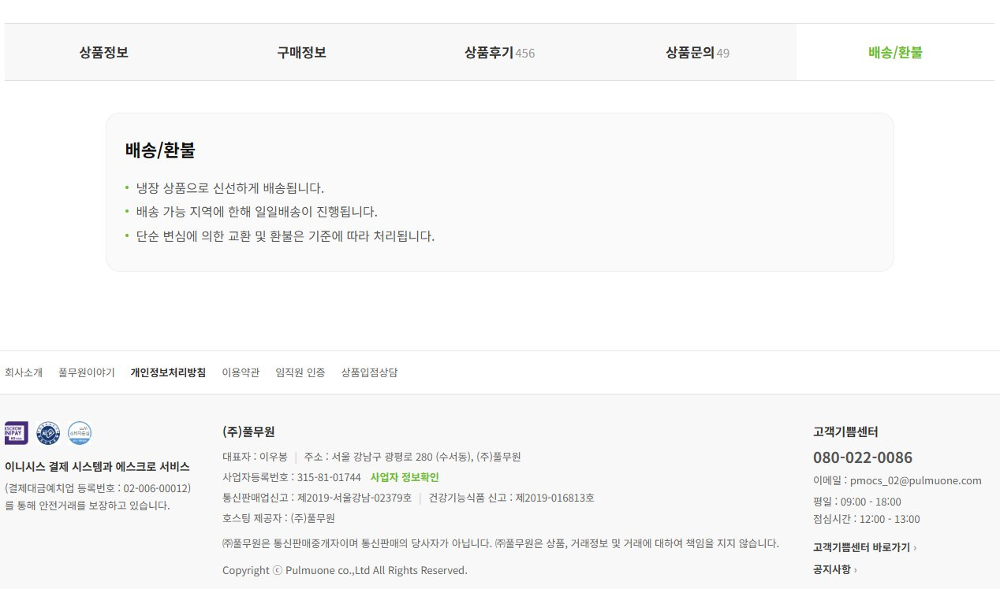 상품정보 구매정보 상품후기 456 상품문의 49 배송/환불
배송/환불
• 냉장 상품으로 신선하게 배송됩니다.
• 배송 가능 지역에 한해 일일배송이 진행됩니다.
• 단순 변심에 의한 교환 및 환불은 기준에 따라 처리됩니다.
회사소개 풀무원이야기 개인정보처리방침 이용약관 임직원 인증 상품입점상담
ESCROW
INIPAY
이니시스 결제 시스템과 에스크로 서비스
(결제대금예치업 등록번호 : 02-006-00012)
를 통해 안전거래를 보장하고 있습니다.
(주)풀무원
대표자 : 이우봉 | 주소 : 서울 강남구 광평로 280 (수서동), (주)풀무원
사업자등록번호 : 315-81-01744 사업자 정보확인
통신판매업신고 : 제2019-서울강남-02379호 | 건강기능식품 신고 : 제2019-016813호
호스팅 제공자 : (주)풀무원
㈜풀무원은 통신판매중개자이며 통신판매의 당사자가 아닙니다. ㈜풀무원은 상품, 거래정보 및 거래에 대하여 책임을 지지 않습니다.
Copyright ⓒ Pulmuone co.,Ltd All Rights Reserved.
고객기쁨센터
080-022-0086
이메일 : pmocs_02@pulmuone.com
평일 : 09:00 - 18:00
점심시간 : 12:00 - 13:00
고객기쁨센터 바로가기 ›
공지사항 ›